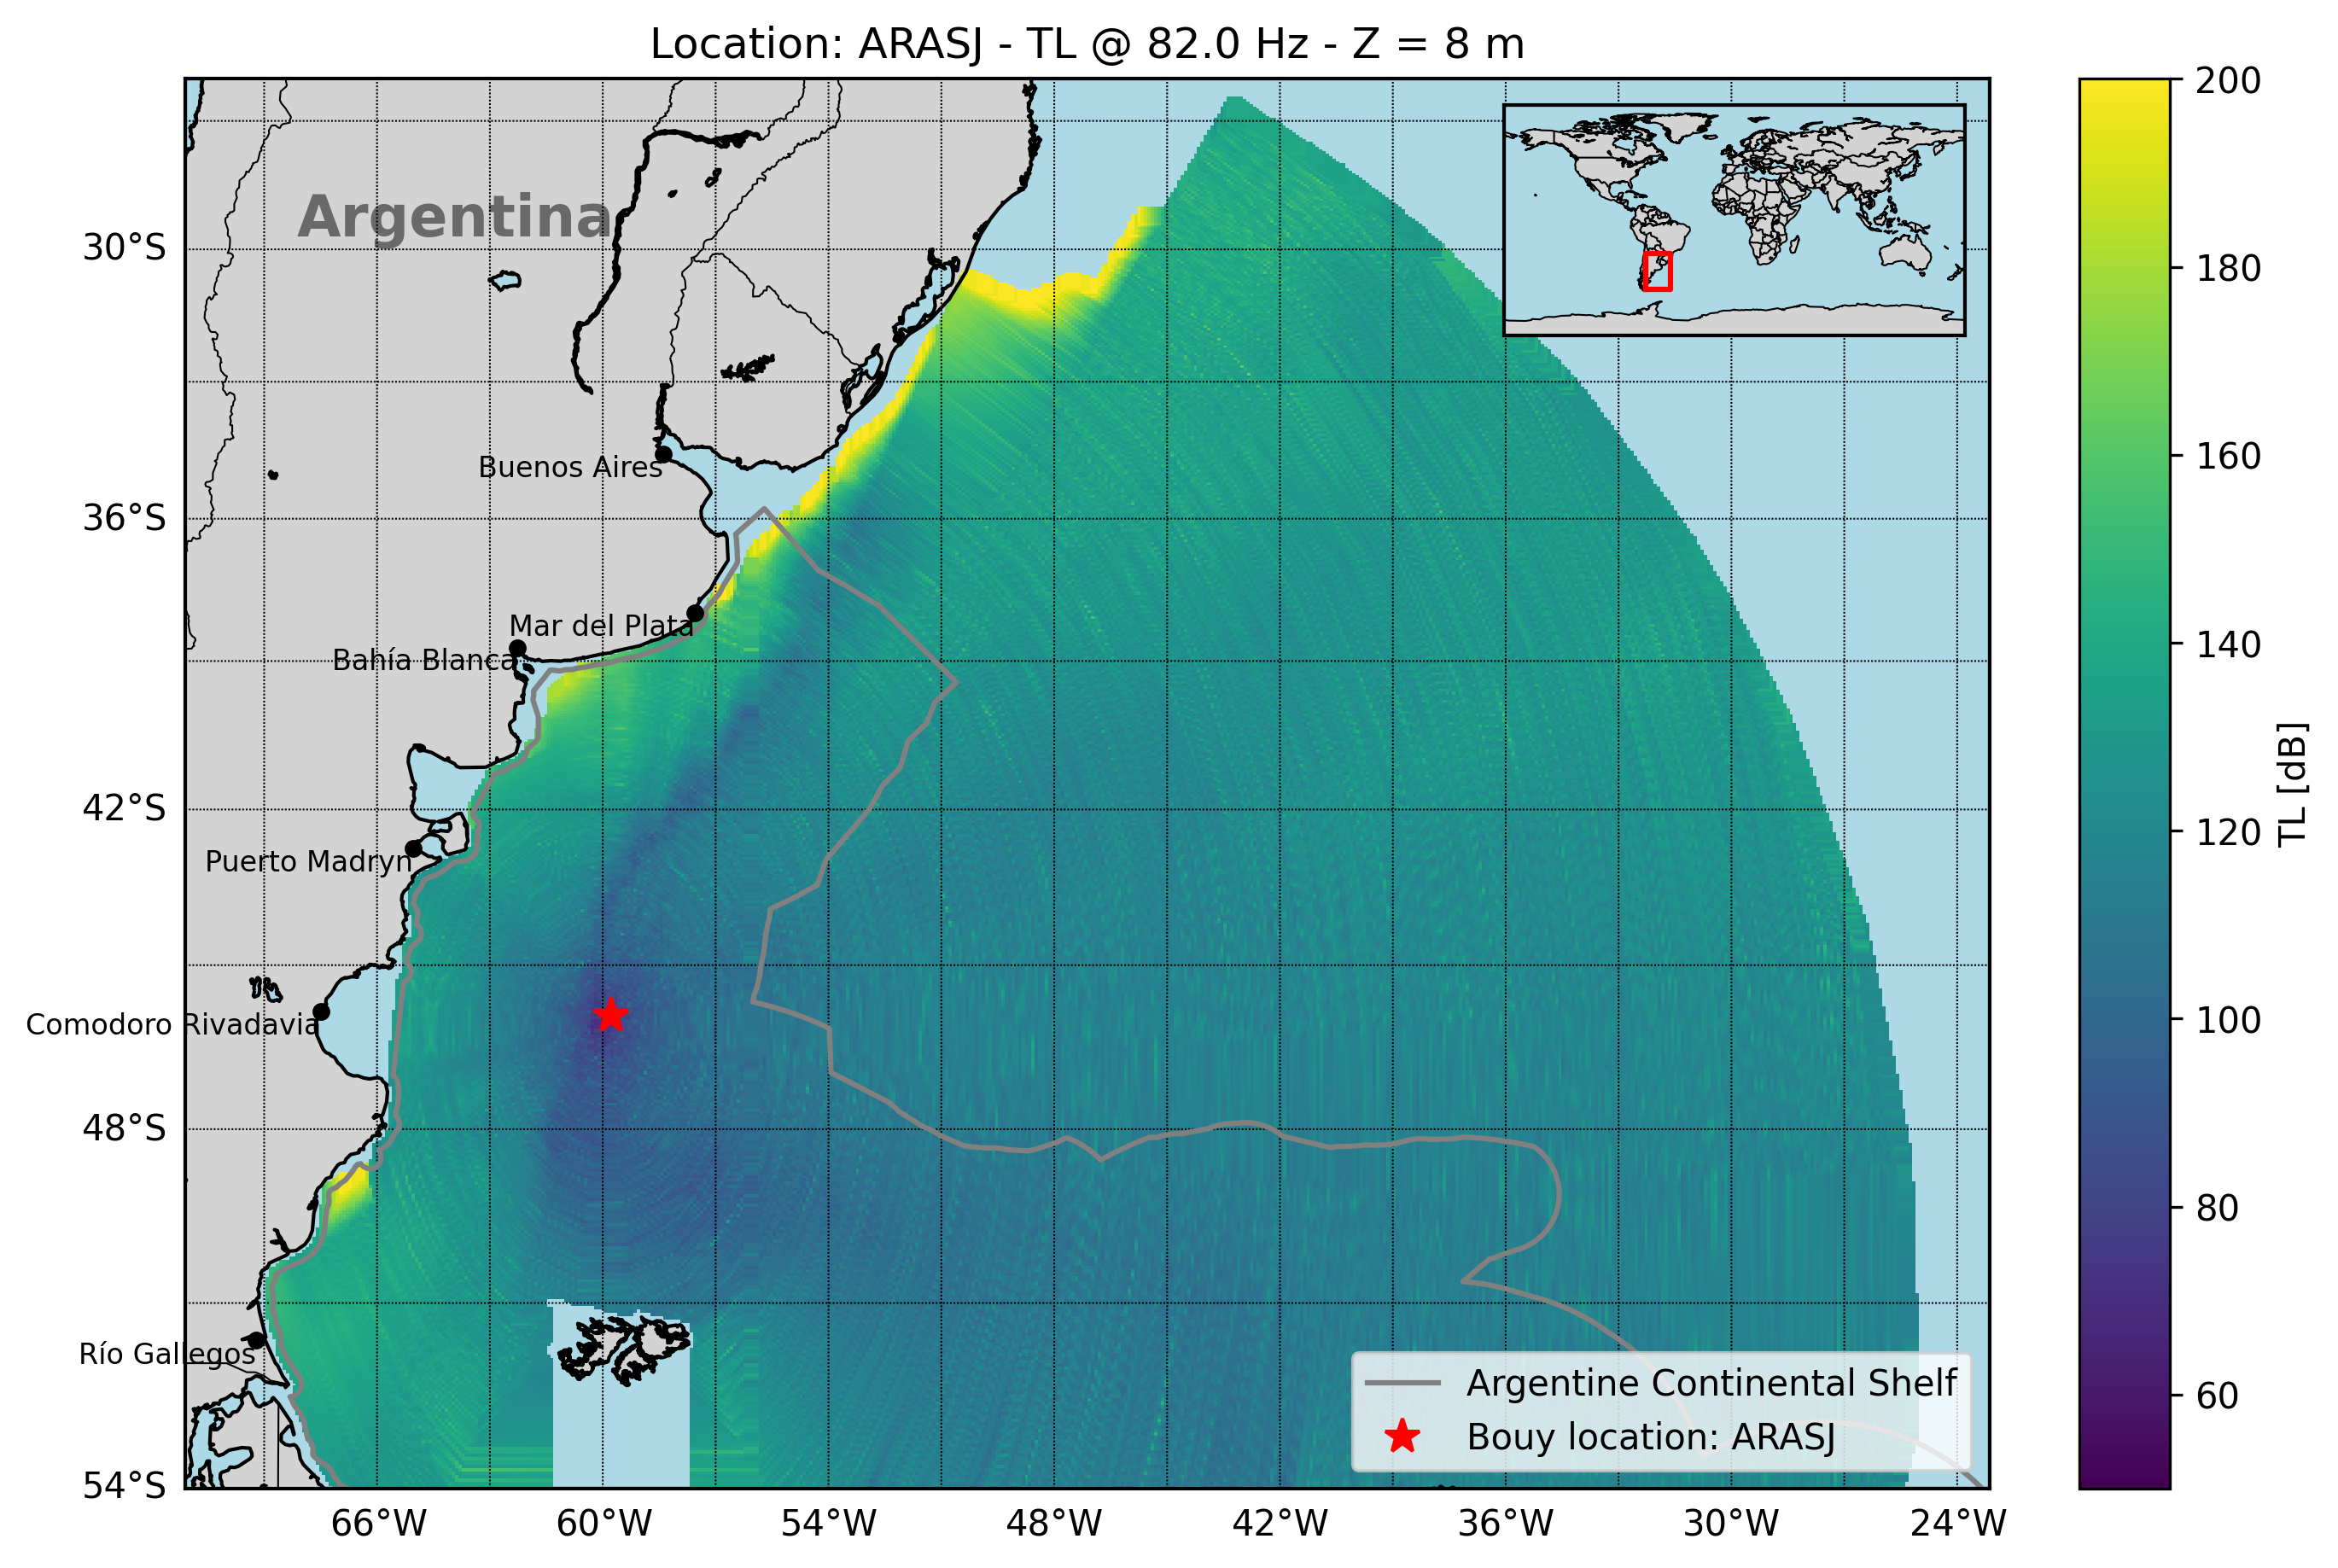 Location: ARASJ - TL @ 82.0 Hz - Z = 8 m
Argentina
30°S
36°S
42°S
48°S
54°S
Buenos Aires
Mar del Plata
Bahía Blanca
Puerto Madryn
Comodoro Rivadavia
Río Gallegos
Argentine Continental Shelf
Bouy location: ARASJ
66°W
60°W
54°W
48°W
42°W
36°W
30°W
24°W
200
180
160
140
120
100
80
60
TL [dB]